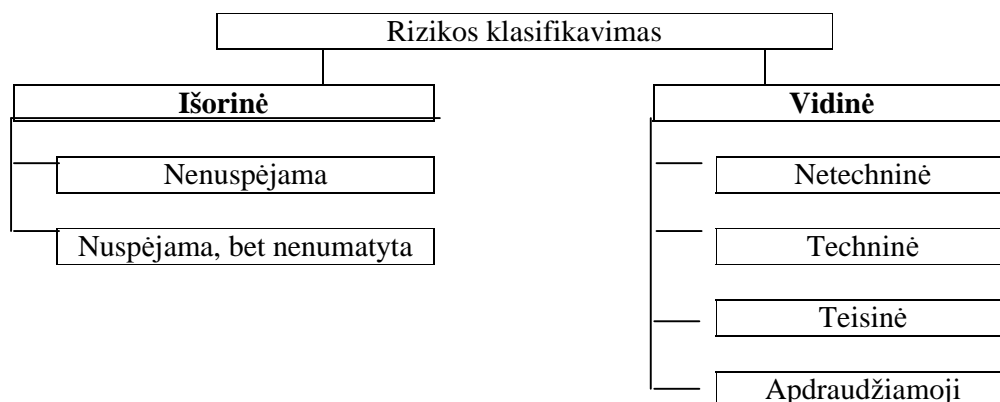 Rizikos klasifikavimas
Išorinė
Nenuspėjama
Nuspėjama, bet nenumatyta
Vidinė
Netechninė
Techninė
Teisinė
Apdraudžiamoji